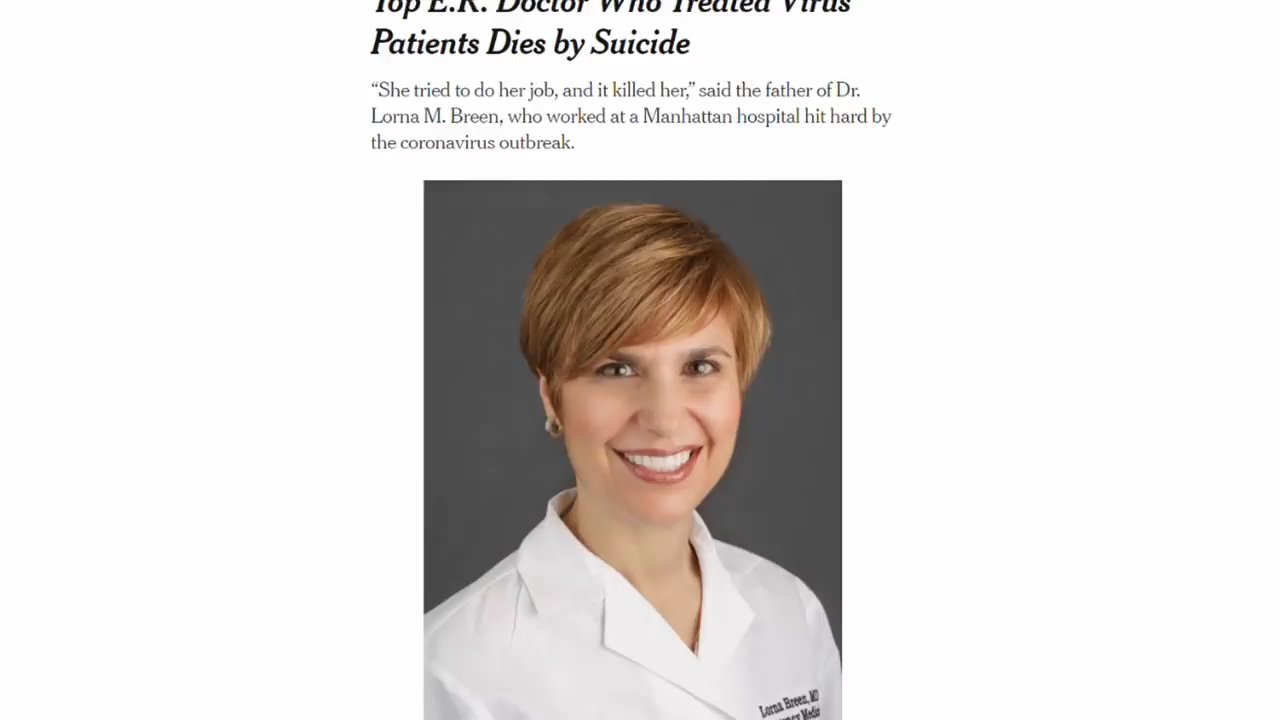 Top E.R. Doctor Who Treated Virus
Patients Dies by Suicide
“She tried to do her job, and it killed her,” said the father of Dr.
Lorna M. Breen, who worked at a Manhattan hospital hit hard by
the coronavirus outbreak.
Lorna Breen, MD